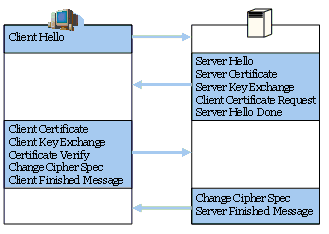 Client Hello
Server Hello
Server Certificate
Server Key Exchange
Client Certificate Request
Server Hello Done
Client Certificate
Client Key Exchange
Certificate Verify
Change Cipher Spec
Client Finished Message
Change Cipher Spec
Server Finished Message